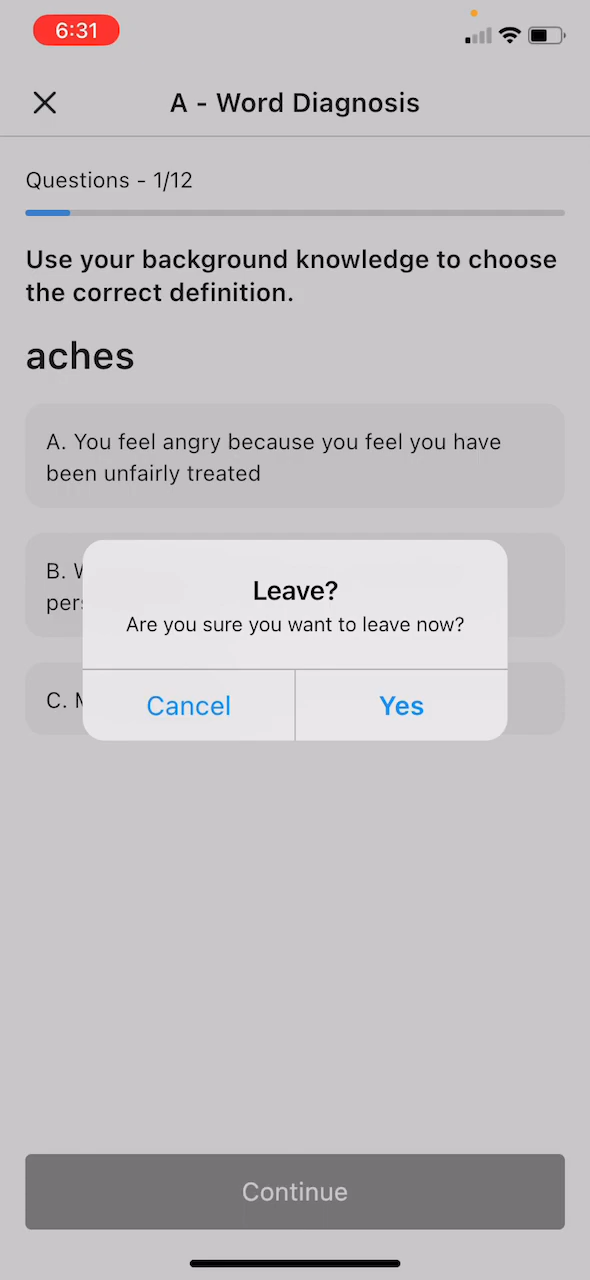 6:31
A - Word Diagnosis
Questions - 1/12
Use your background knowledge to choose
the correct definition.
aches
A. You feel angry because you feel you have
been unfairly treated
B.
C.
Leave?
Are you sure you want to leave now?
Cancel
Yes
Continue